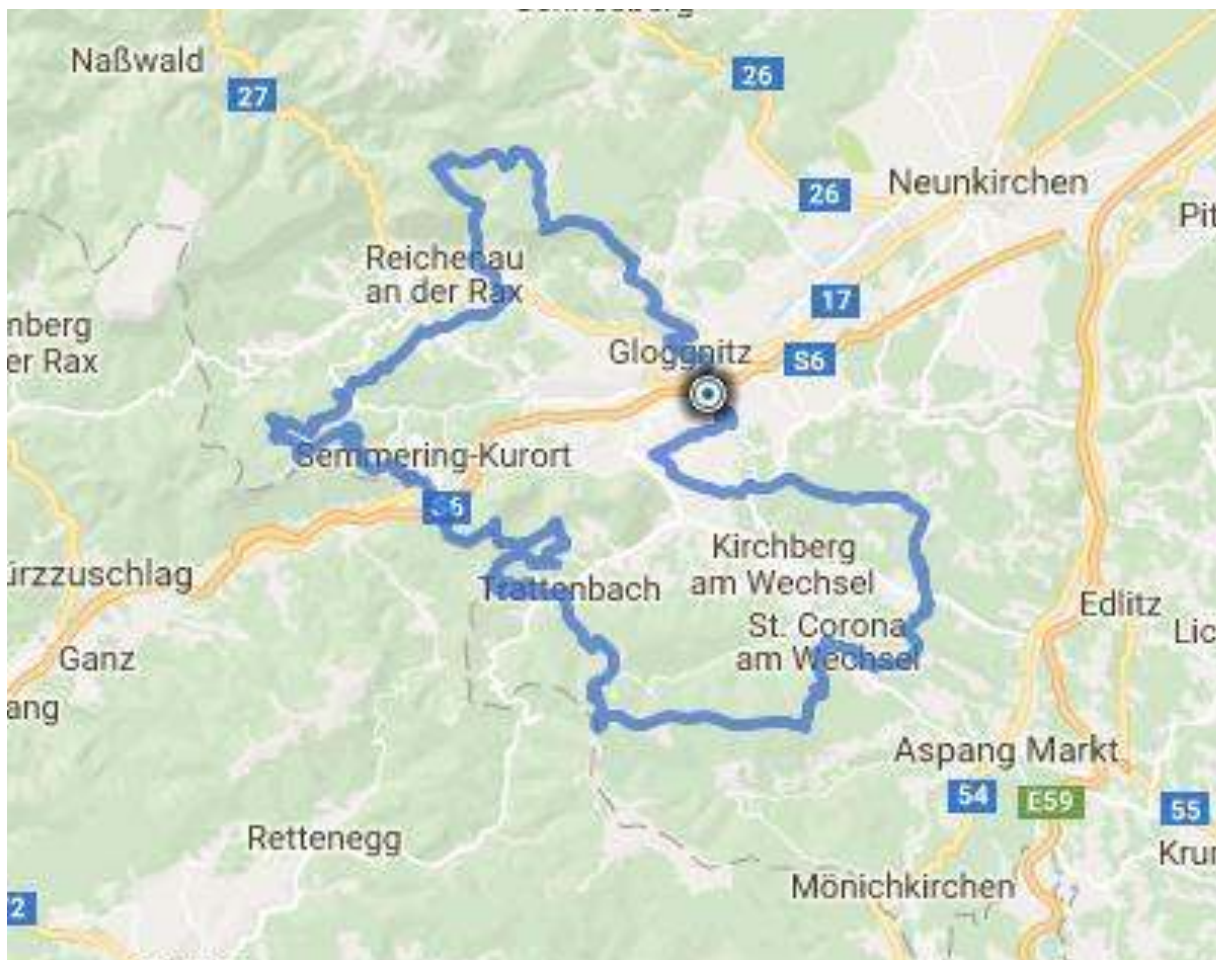 Naßwald
27
26
26
Neunkirchen
Pit
Reichenau
an der Rax
17
Gloggnitz
S6
Semmering-Kurort
S6
Kirchberg
am Wechsel
Trattenbach
St. Corona
am Wechsel
Edlitz
Lic
ürzzuschlag
Ganz
ang
nberg
er Rax
Aspang Markt
54
E59
55
Krur
Rettenegg
Mönichkirchen
2